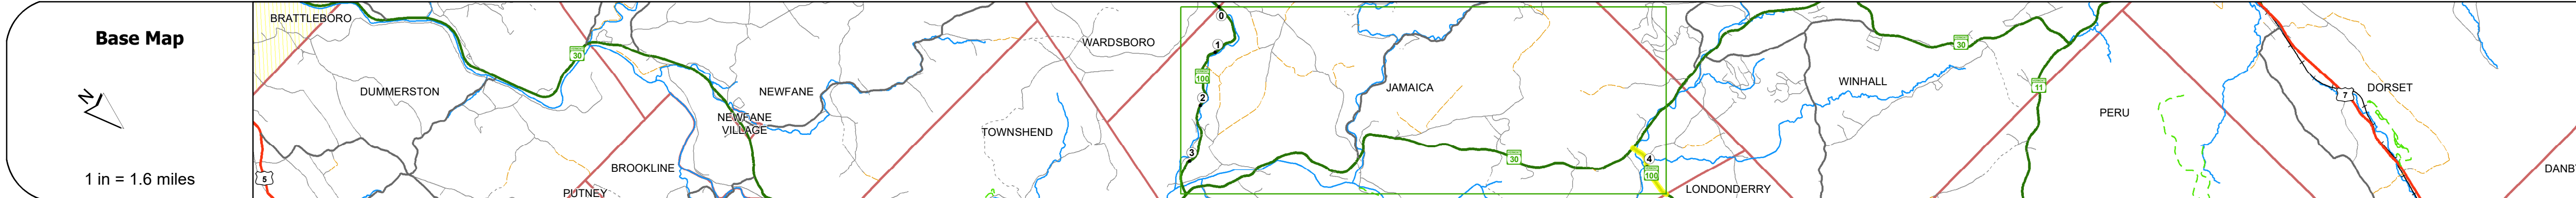 Base Map
N
1 in = 1.6 miles
BRATTLEBORO
DUMMERSTON
5
30
BROOKLINE
PUTNEY
NEWFANE
NEWFANE
VILLAGE
TOWNSHEND
WARDSBORO
0
1
100
2
3
JAMAICA
30
4
100
LONDONDERRY
WINHALL
30
11
PERU
7
DORSET
DANB